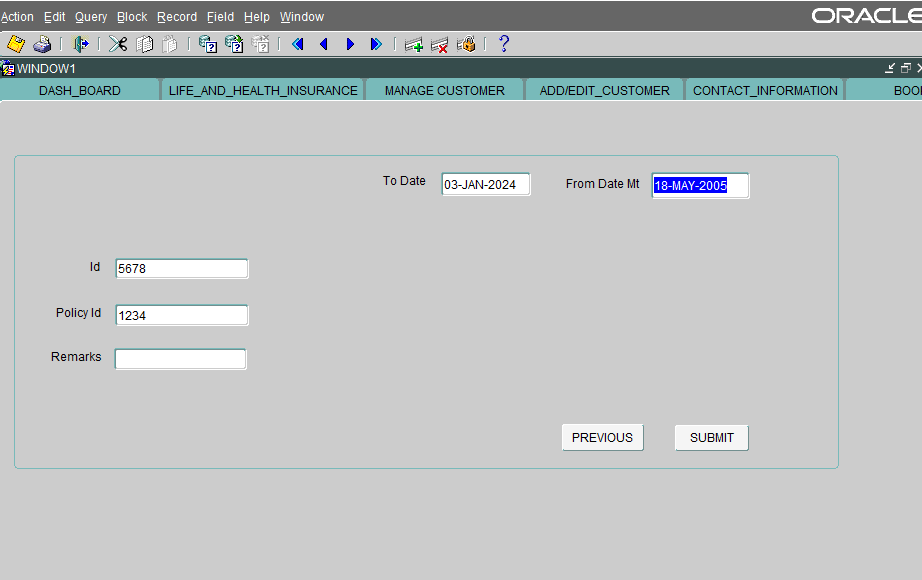 Action Edit Query Block Record Field Help Window
ORACLE
WINDOW1
DASH_BOARD LIFE_AND_HEALTH_INSURANCE MANAGE CUSTOMER ADD/EDIT_CUSTOMER CONTACT_INFORMATION BOO
To Date 03-JAN-2024 From Date Mt 18-MAY-2005
Id 5678
Policy Id 1234
Remarks
PREVIOUS SUBMIT